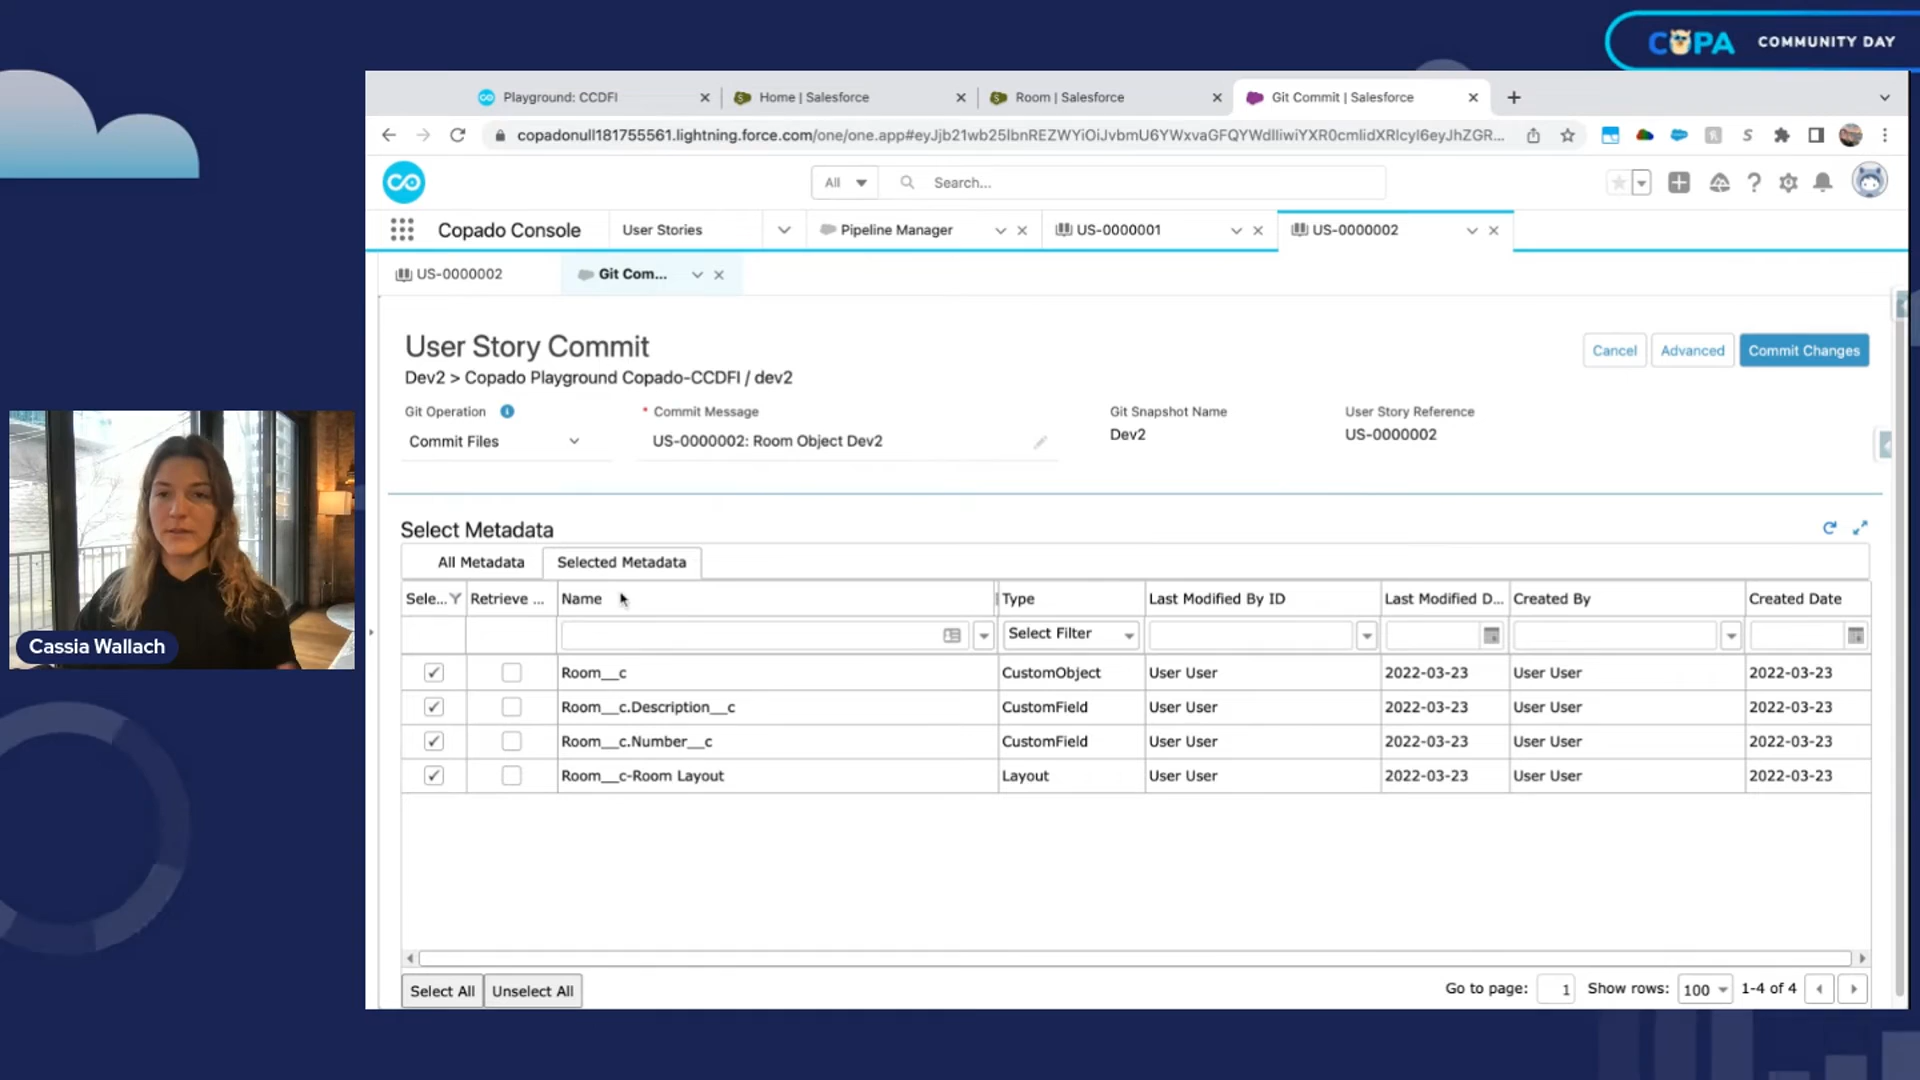 COPA COMMUNITY DAY
Playground: CCDFI
Home | Salesforce
Room | Salesforce
Git Commit | Salesforce
copadonull181755561.lightning.force.com/one/one.app#eyJjb21wb25lbnREZWYiOiJvbmU6YWxvaGFQYWdlIiwiYXR0cmlidXRlcyI6eyJhZGR...
All
Search...
Copado Console
User Stories
Pipeline Manager
US-0000001
US-0000002
US-0000002
Git Com...
User Story Commit
Cancel
Advanced
Commit Changes
Dev2 > Copado Playground Copado-CCDFI / dev2
Git Operation
* Commit Message
Git Snapshot Name
User Story Reference
Commit Files
US-0000002: Room Object Dev2
Dev2
US-0000002
Select Metadata
All Metadata
Selected Metadata
Sele... Retrieve ... Name Type Last Modified By ID Last Modified D... Created By Created Date
Select Filter
Room__c CustomObject User User 2022-03-23 User User 2022-03-23
Room__c.Description__c CustomField User User 2022-03-23 User User 2022-03-23
Room__c.Number__c CustomField User User 2022-03-23 User User 2022-03-23
Room__c-Room Layout Layout User User 2022-03-23 User User 2022-03-23
Select All
Unselect All
Go to page: 1 Show rows: 100 1-4 of 4
Cassia Wallach